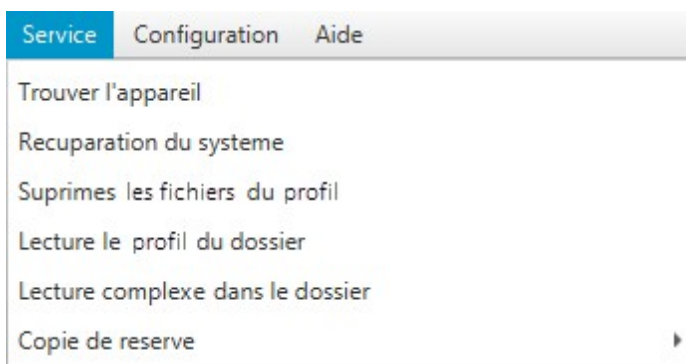 Service Configuration Aide
Trouver l'appareil
Recuparation du systeme
Suprimes les fichiers du profil
Lecture le profil du dossier
Lecture complexe dans le dossier
Copie de reserve